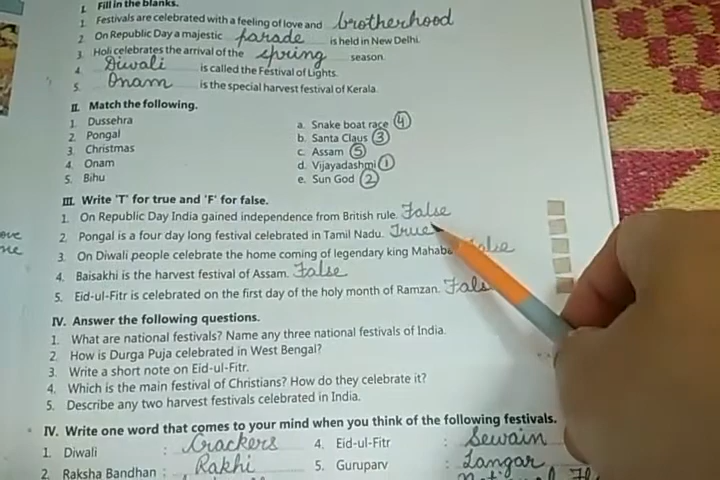 I. Fill in the blanks.
1. Festivals are celebrated with a feeling of love and brotherhood
2. On Republic Day a majestic parade is held in New Delhi.
3. Holi celebrates the arrival of the spring season.
4. Diwali is called the Festival of Lights.
5. Onam is the special harvest festival of Kerala.
II. Match the following.
1. Dussehra a. Snake boat race 4
2. Pongal b. Santa Claus 3
3. Christmas c. Assam 5
4. Onam d. Vijayadashmi 1
5. Bihu e. Sun God 2
III. Write 'T' for true and 'F' for false.
1. On Republic Day India gained independence from British rule. False
2. Pongal is a four day long festival celebrated in Tamil Nadu. True
3. On Diwali people celebrate the home coming of legendary king
4. Baisakhi is the harvest festival of Assam. False
5. Eid-ul-Fitr is celebrated on the first day of the holy month of Ramzan.
IV. Answer the following questions.
1. What are national festivals? Name any three national festivals of India.
2. How is Durga Puja celebrated in West Bengal?
3. Write a short note on Eid-ul-Fitr.
4. Which is the main festival of Christians? How do they celebrate it?
5. Describe any two harvest festivals celebrated in India.
IV. Write one word that comes to your mind when you think of the following festivals.
1. Diwali : Crackers 4. Eid-ul-Fitr : Sewain
2. Raksha Bandhan : Rakhi 5. Guruparv : Langar